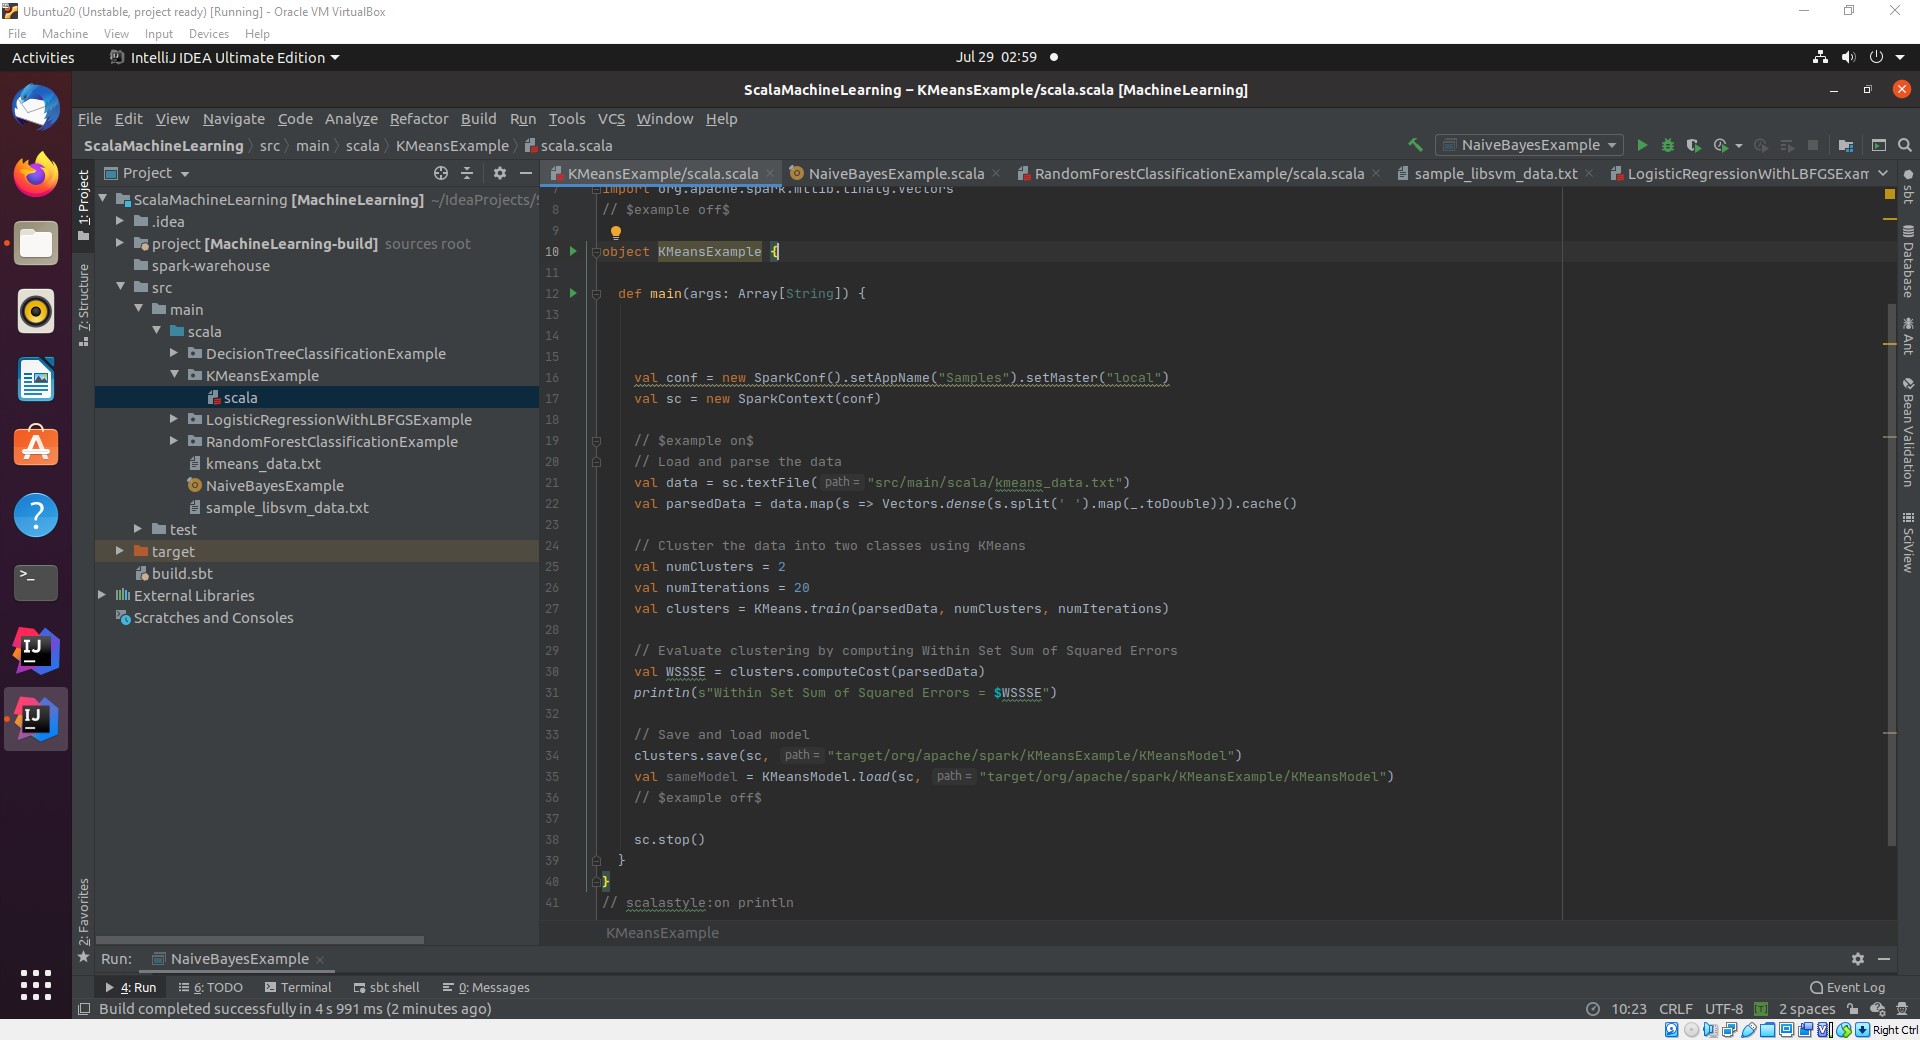 Ubuntu20 (Unstable, project ready) [Running] - Oracle VM VirtualBox
File Machine View Input Devices Help
Activities IntelliJ IDEA Ultimate Edition Jul 29 02:59
ScalaMachineLearning – KMeansExample/scala.scala [MachineLearning]
File Edit View Navigate Code Analyze Refactor Build Run Tools VCS Window Help
ScalaMachineLearning src main scala KMeansExample scala.scala NaiveBayesExample
1: Project
7: Structure
2: Favorites
Project
ScalaMachineLearning [MachineLearning] ~/IdeaProjects/S
.idea
project [MachineLearning-build] sources root
spark-warehouse
src
main
scala
DecisionTreeClassificationExample
KMeansExample
scala
LogisticRegressionWithLBFGSExample
RandomForestClassificationExample
kmeans_data.txt
NaiveBayesExample
sample_libsvm_data.txt
test
target
build.sbt
External Libraries
Scratches and Consoles
KMeansExample/scala.scala NaiveBayesExample.scala RandomForestClassificationExample/scala.scala sample_libsvm_data.txt LogisticRegressionWithLBFGSExam
7 import org.apache.spark.mllib.linalg.Vectors
8 // $example off$
9
10 object KMeansExample {
11
12 def main(args: Array[String]) {
13
14
15
16 val conf = new SparkConf().setAppName("Samples").setMaster("local")
17 val sc = new SparkContext(conf)
18
19 // $example on$
20 // Load and parse the data
21 val data = sc.textFile( path = "src/main/scala/kmeans_data.txt")
22 val parsedData = data.map(s => Vectors.dense(s.split(' ').map(_.toDouble))).cache()
23
24 // Cluster the data into two classes using KMeans
25 val numClusters = 2
26 val numIterations = 20
27 val clusters = KMeans.train(parsedData, numClusters, numIterations)
28
29 // Evaluate clustering by computing Within Set Sum of Squared Errors
30 val WSSSE = clusters.computeCost(parsedData)
31 println(s"Within Set Sum of Squared Errors = $WSSSE")
32
33 // Save and load model
34 clusters.save(sc, path = "target/org/apache/spark/KMeansExample/KMeansModel")
35 val sameModel = KMeansModel.load(sc, path = "target/org/apache/spark/KMeansExample/KMeansModel")
36 // $example off$
37
38 sc.stop()
39 }
40 }
41 // scalastyle:on println
KMeansExample
sbt
Database
Ant
Bean Validation
SciView
Run: NaiveBayesExample
4: Run 6: TODO Terminal sbt shell 0: Messages Event Log
Build completed successfully in 4 s 991 ms (2 minutes ago) 10:23 CRLF UTF-8 2 spaces
Right Ctrl